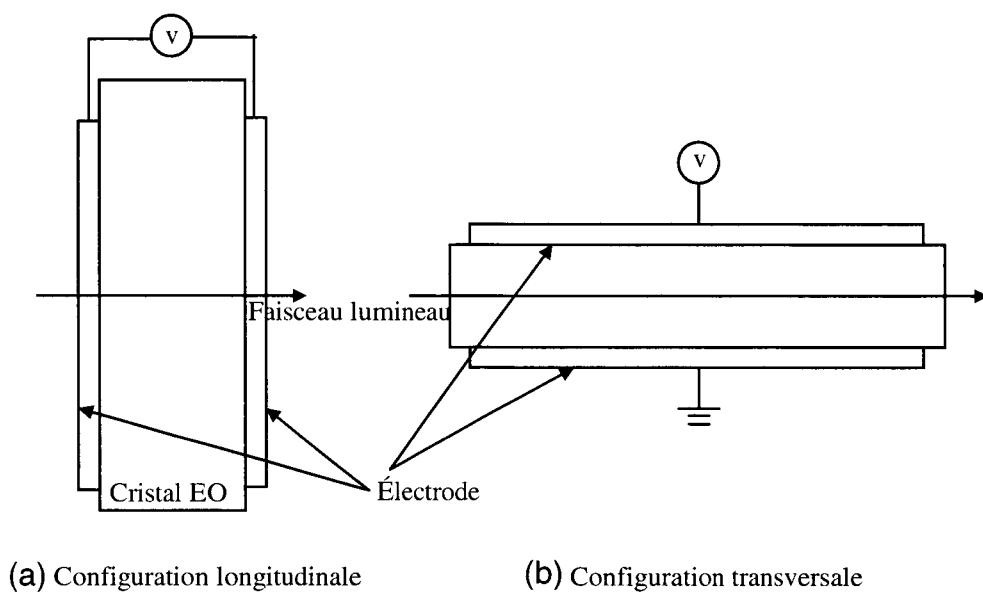 v
v
Faisceau lumineau
Cristal EO
Électrode
(a) Configuration longitudinale
(b) Configuration transversale